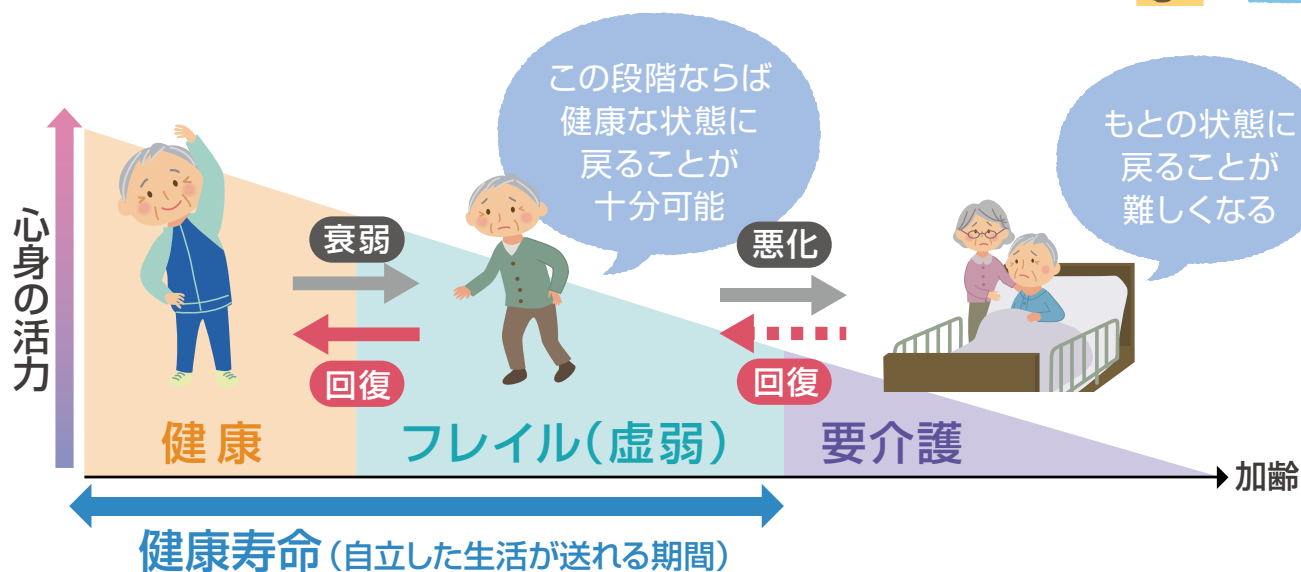 この段階ならば
健康な状態に
戻ることが
十分可能
もとの状態に
戻ることが
難しくなる
心身の活力
衰弱
回復
悪化
回復
健康
フレイル（虚弱）
要介護
加齢
健康寿命（自立した生活が送れる期間）